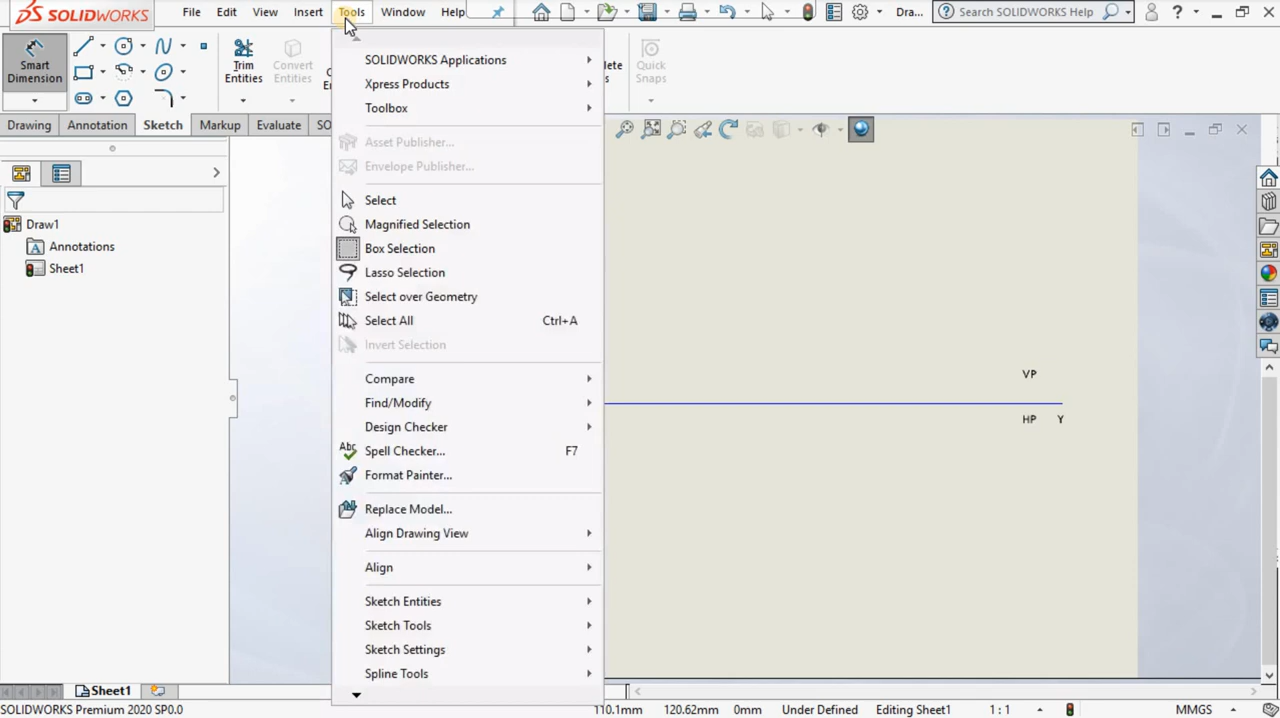 SOLIDWORKS
File Edit View Insert Tools Window Help Dra... Search SOLIDWORKS Help
Smart Dimension
Trim Entities
Convert Entities
Quick Snaps
Drawing Annotation Sketch Markup Evaluate SO
SOLIDWORKS Applications
Xpress Products
Toolbox
Asset Publisher...
Envelope Publisher...
Select
Magnified Selection
Box Selection
Lasso Selection
Select over Geometry
Select All Ctrl+A
Invert Selection
Compare
Find/Modify
Design Checker
Abc Spell Checker... F7
Format Painter...
Replace Model...
Align Drawing View
Align
Sketch Entities
Sketch Tools
Sketch Settings
Spline Tools
Draw1
A Annotations
Sheet1
VP
HP Y
Sheet1
SOLIDWORKS Premium 2020 SP0.0 110.1mm 120.62mm 0mm Under Defined Editing Sheet1 1 : 1 MMGS